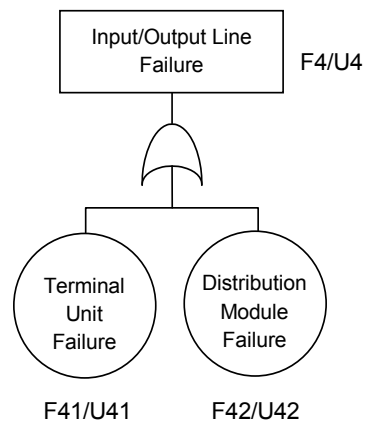 Input/Output Line
Failure
F4/U4
Terminal
Unit
Failure
Distribution
Module
Failure
F41/U41
F42/U42